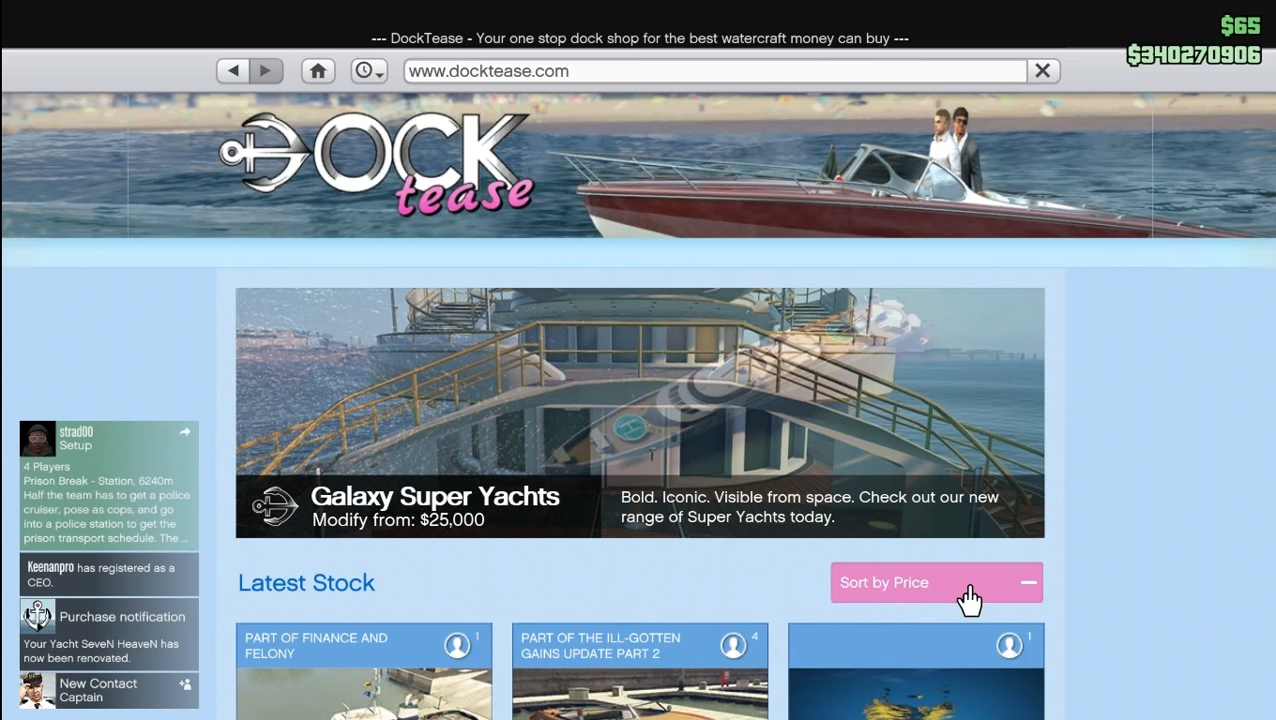 --- DockTease - Your one stop dock shop for the best watercraft money can buy ---
$65
$340270906
www.docktease.com
DOCK
tease
Galaxy Super Yachts
Modify from: $25,000
Bold. Iconic. Visible from space. Check out our new
range of Super Yachts today.
Latest Stock
Sort by Price
PART OF FINANCE AND
FELONY
1
PART OF THE ILL-GOTTEN
GAINS UPDATE PART 2
4
1
strad00
Setup
4 Players
Prison Break - Station, 6240m
Half the team has to get a police
cruiser, pose as cops, and go
into a police station to get the
prison transport schedule. The ...
Keenanpro has registered as a
CEO.
Purchase notification
Your Yacht SeveN HeaveN has
now been renovated.
New Contact
Captain